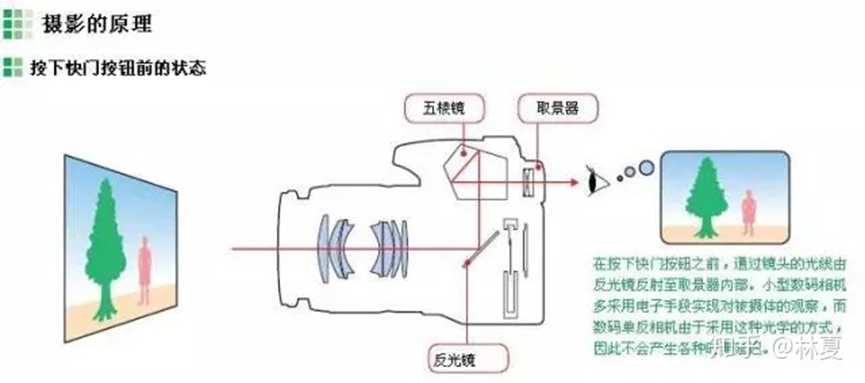 摄影的原理
按下快门按钮前的状态
五棱镜
取景器
在按下快门按钮之前，通过镜头的光线由
反光镜反射至取景器内部。小型数码相机
多采用电子手段实现对被摄体的观察，而
数码单反相机由于采用这种光学的方式，
因此不会产生各种
反光镜
知乎 @林夏